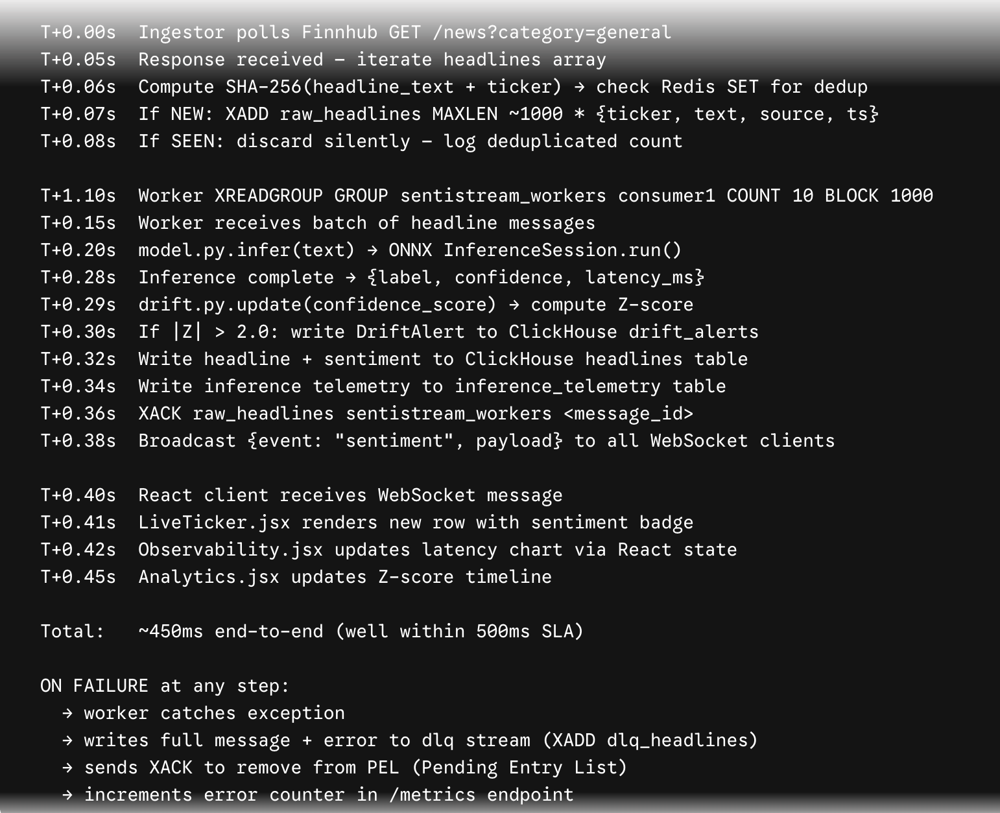 T+0.00s  Ingestor polls Finnhub GET /news?category=general
T+0.05s  Response received – iterate headlines array
T+0.06s  Compute SHA-256(headline_text + ticker) → check Redis SET for dedup
T+0.07s  If NEW: XADD raw_headlines MAXLEN ~1000 * {ticker, text, source, ts}
T+0.08s  If SEEN: discard silently – log deduplicated count
T+1.10s  Worker XREADGROUP GROUP sentistream_workers consumer1 COUNT 10 BLOCK 1000
T+0.15s  Worker receives batch of headline messages
T+0.20s  model.py.infer(text) → ONNX InferenceSession.run()
T+0.28s  Inference complete → {label, confidence, latency_ms}
T+0.29s  drift.py.update(confidence_score) → compute Z-score
T+0.30s  If |Z| > 2.0: write DriftAlert to ClickHouse drift_alerts
T+0.32s  Write headline + sentiment to ClickHouse headlines table
T+0.34s  Write inference telemetry to inference_telemetry table
T+0.36s  XACK raw_headlines sentistream_workers <message_id>
T+0.38s  Broadcast {event: "sentiment", payload} to all WebSocket clients
T+0.40s  React client receives WebSocket message
T+0.41s  LiveTicker.jsx renders new row with sentiment badge
T+0.42s  Observability.jsx updates latency chart via React state
T+0.45s  Analytics.jsx updates Z-score timeline
Total:   ~450ms end-to-end (well within 500ms SLA)
ON FAILURE at any step:
  → worker catches exception
  → writes full message + error to dlq stream (XADD dlq_headlines)
  → sends XACK to remove from PEL (Pending Entry List)
  → increments error counter in /metrics endpoint